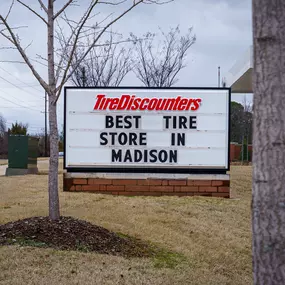 TireDiscounters
BEST TIRE
STORE IN
MADISON